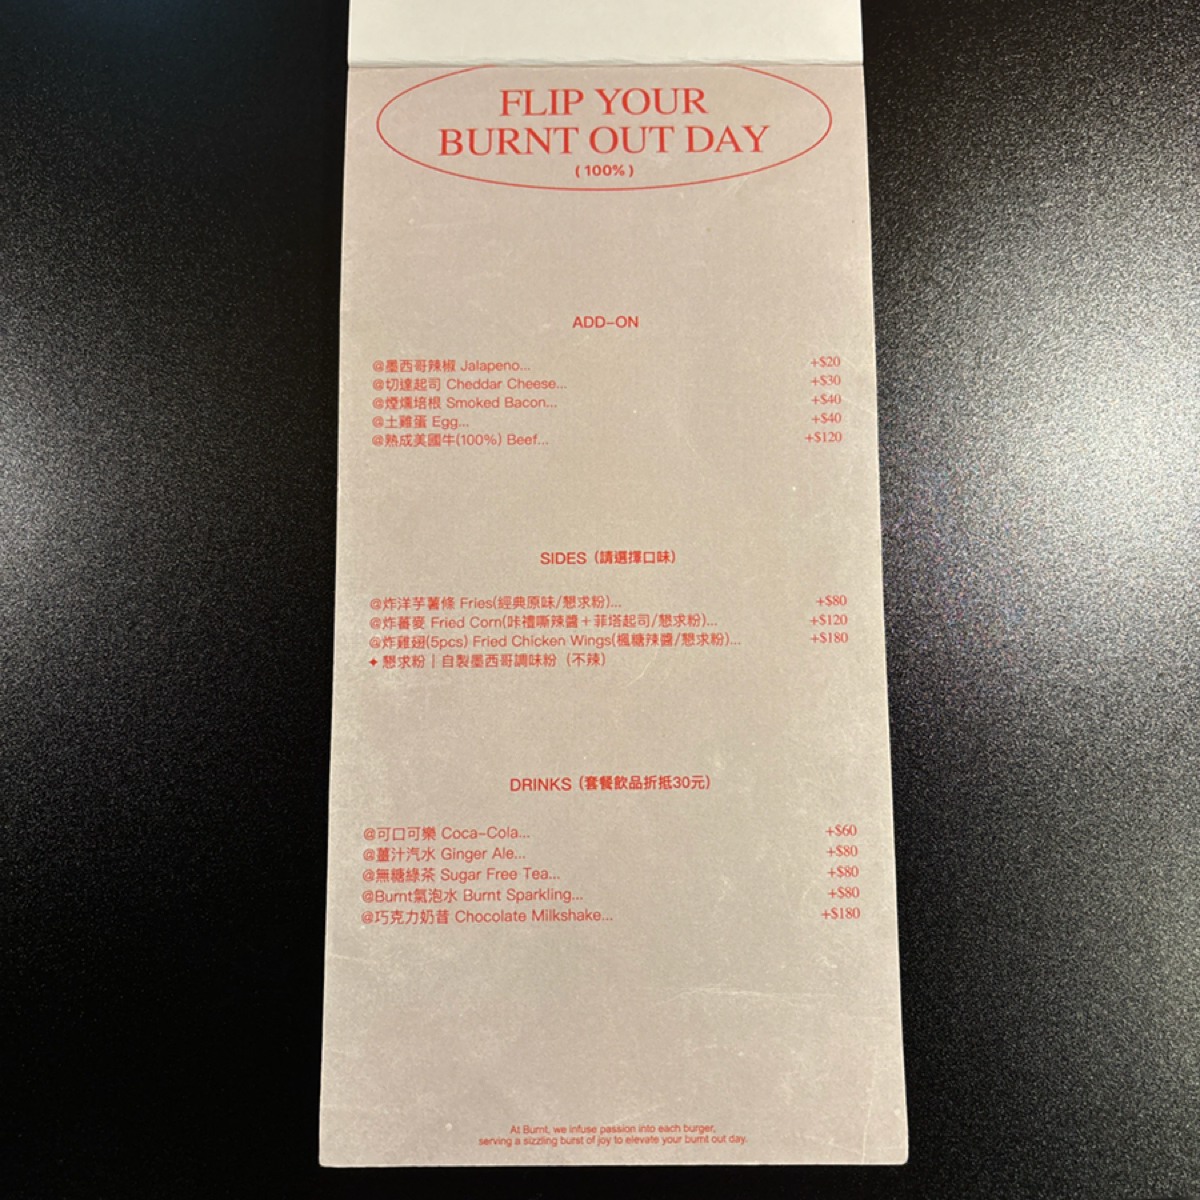 FLIP YOUR
BURNT OUT DAY
( 100% )
ADD-ON
@墨西哥辣椒 Jalapeno... +$20
@切達起司 Cheddar Cheese... +$30
@煙燻培根 Smoked Bacon... +$40
@土雞蛋 Egg... +$40
@熟成美國牛(100%) Beef... +$120
SIDES (請選擇口味)
@炸洋芋薯條 Fries(經典原味/懇求粉)... +$80
@炸蕃麥 Fried Corn(咔禮嘶辣醬+菲塔起司/懇求粉)... +$120
@炸雞翅(5pcs) Fried Chicken Wings(楓糖辣醬/懇求粉)... +$180
✦ 懇求粉｜自製墨西哥調味粉（不辣）
DRINKS (套餐飲品折抵30元)
@可口可樂 Coca-Cola... +$60
@薑汁汽水 Ginger Ale... +$80
@無糖綠茶 Sugar Free Tea... +$80
@Burnt氣泡水 Burnt Sparkling... +$80
@巧克力奶昔 Chocolate Milkshake... +$180
At Burnt, we infuse passion into each burger,
serving a sizzling burst of joy to elevate your burnt out day.